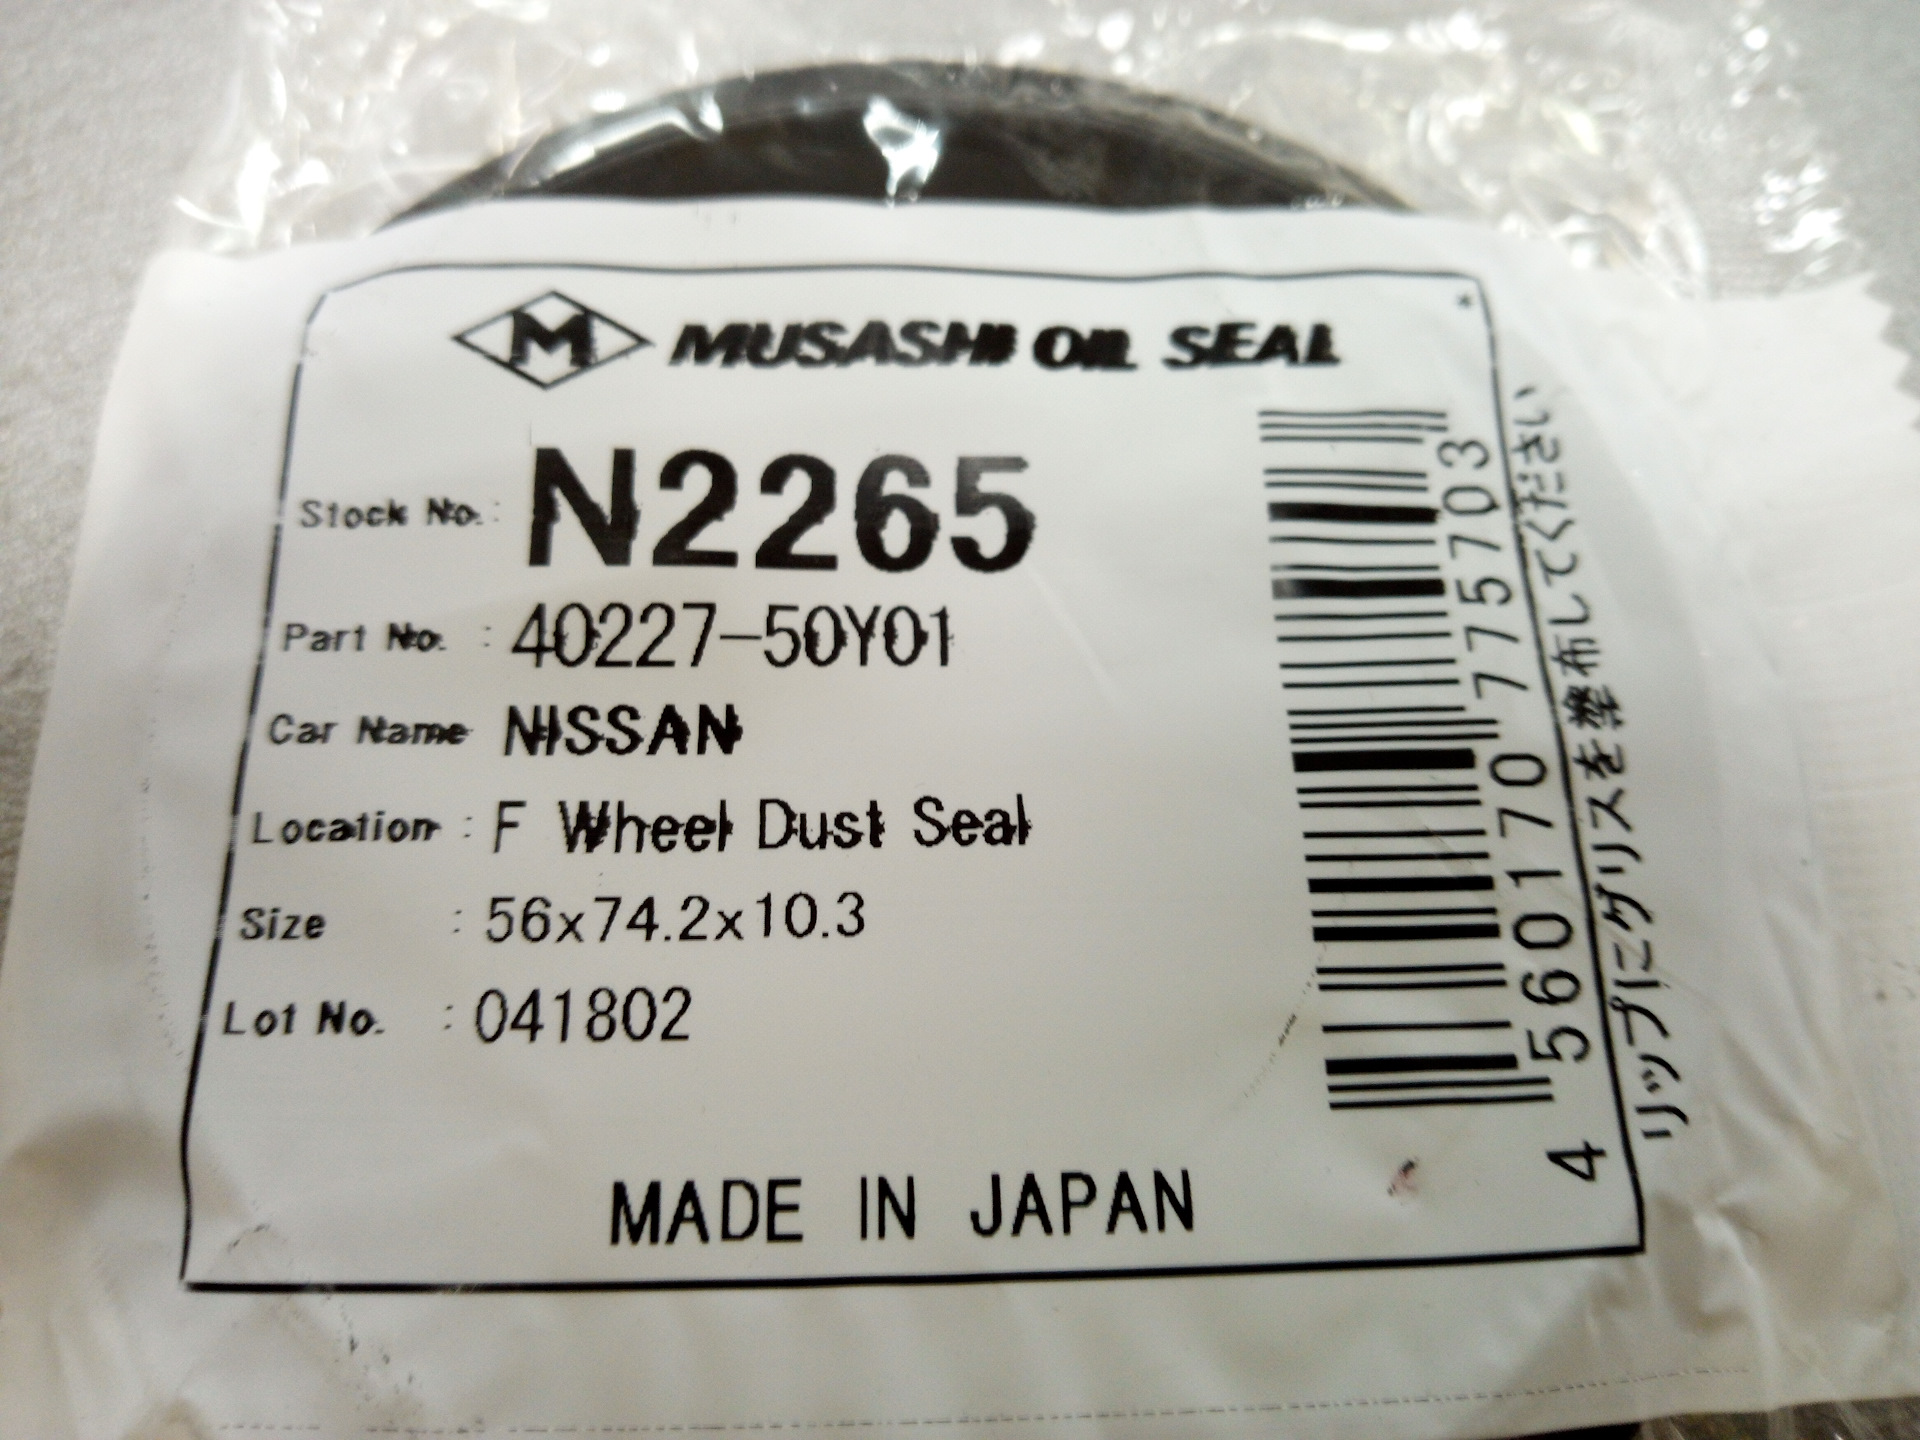 M MUSASHI OIL SEAL
*
Stock No. : N2265
Part No. : 40227-50Y01
Car Name NISSAN
Location : F Wheel Dust Seal
Size : 56x74.2x10.3
Lot No. : 041802
MADE IN JAPAN
4 560170 775703
リップにグリスを塗布してください